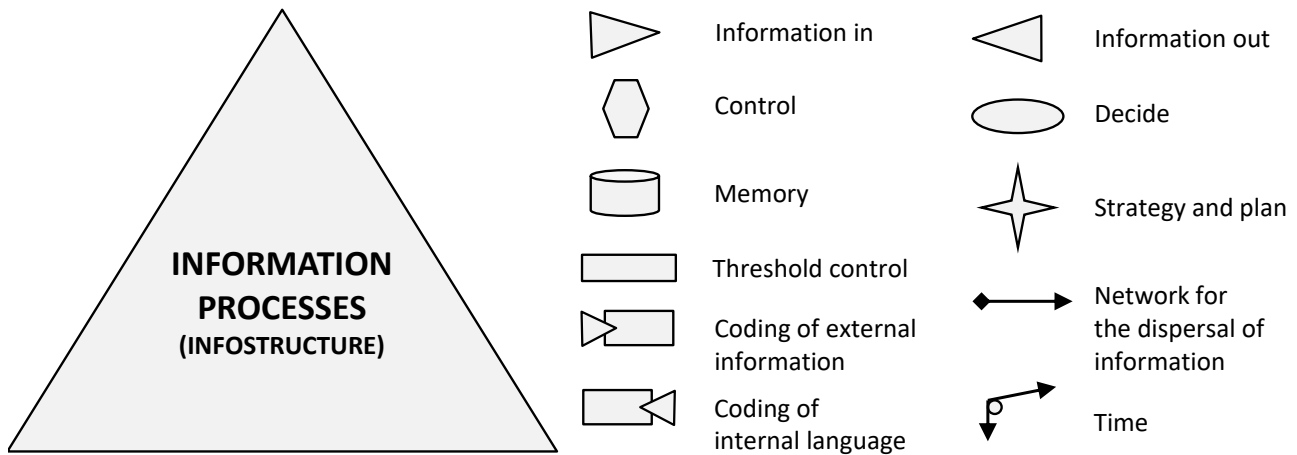 INFORMATION
PROCESSES
(INFOSTRUCTURE)
Information in
Control
Memory
Threshold control
Coding of external
information
Coding of
internal language
Information out
Decide
Strategy and plan
Network for
the dispersal of
information
Time